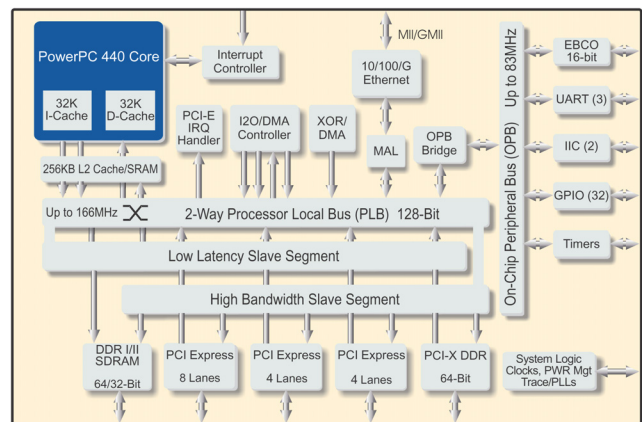 PowerPC 440 Core
32K
I-Cache
32K
D-Cache
Interrupt
Controller
MII/GMII
10/100/G
Ethernet
256KB L2 Cache/SRAM
PCI-E
IRQ
Handler
I2O/DMA
Controller
XOR/
DMA
MAL
OPB
Bridge
On-Chip Peripheral Bus (OPB) Up to 83MHz
EBCO
16-bit
UART (3)
IIC (2)
GPIO (32)
Timers
Up to 166MHz
2-Way Processor Local Bus (PLB) 128-Bit
Low Latency Slave Segment
High Bandwidth Slave Segment
DDR I/II
SDRAM
64/32-Bit
PCI Express
8 Lanes
PCI Express
4 Lanes
PCI Express
4 Lanes
PCI-X DDR
64-Bit
System Logic
Clocks, PWR Mgt
Trace/PLLs